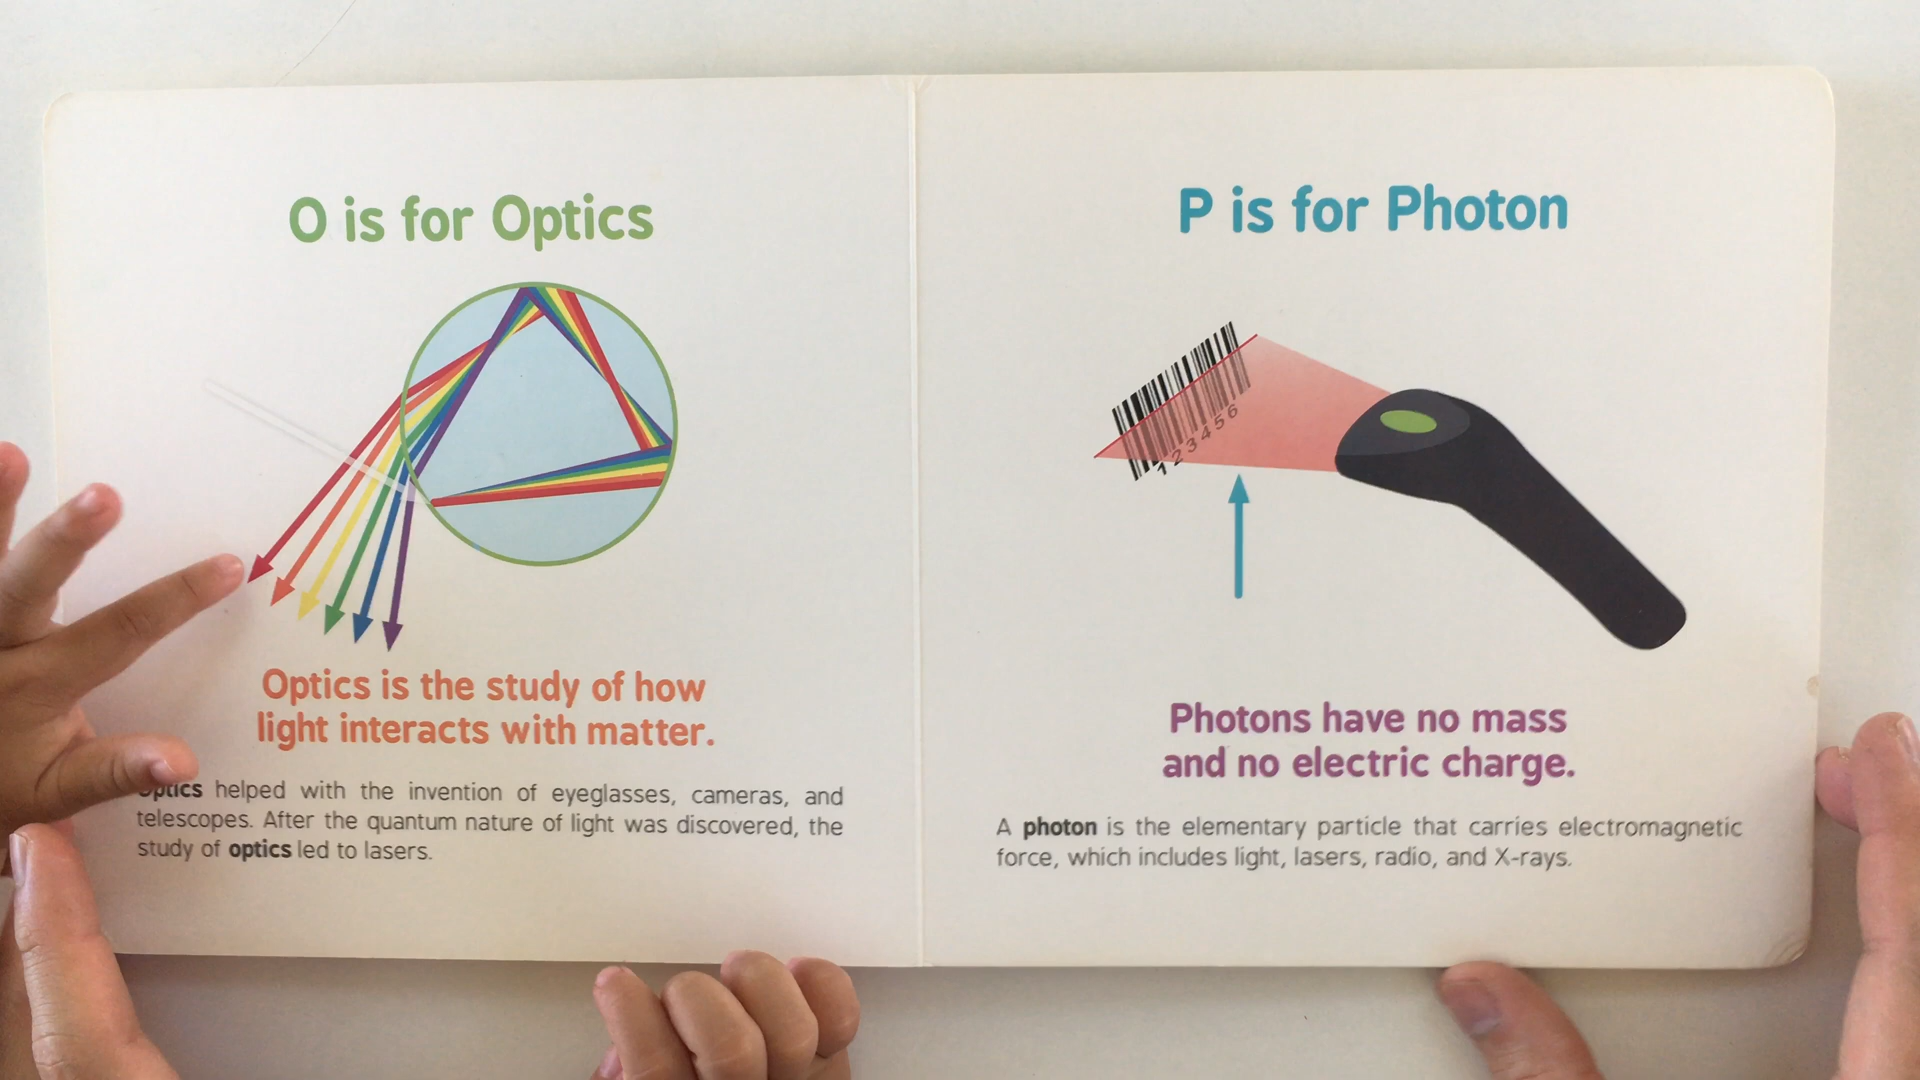 O is for Optics
Optics is the study of how
light interacts with matter.
Optics helped with the invention of eyeglasses, cameras, and
telescopes. After the quantum nature of light was discovered, the
study of optics led to lasers.
P is for Photon
123456
Photons have no mass
and no electric charge.
A photon is the elementary particle that carries electromagnetic
force, which includes light, lasers, radio, and X-rays.